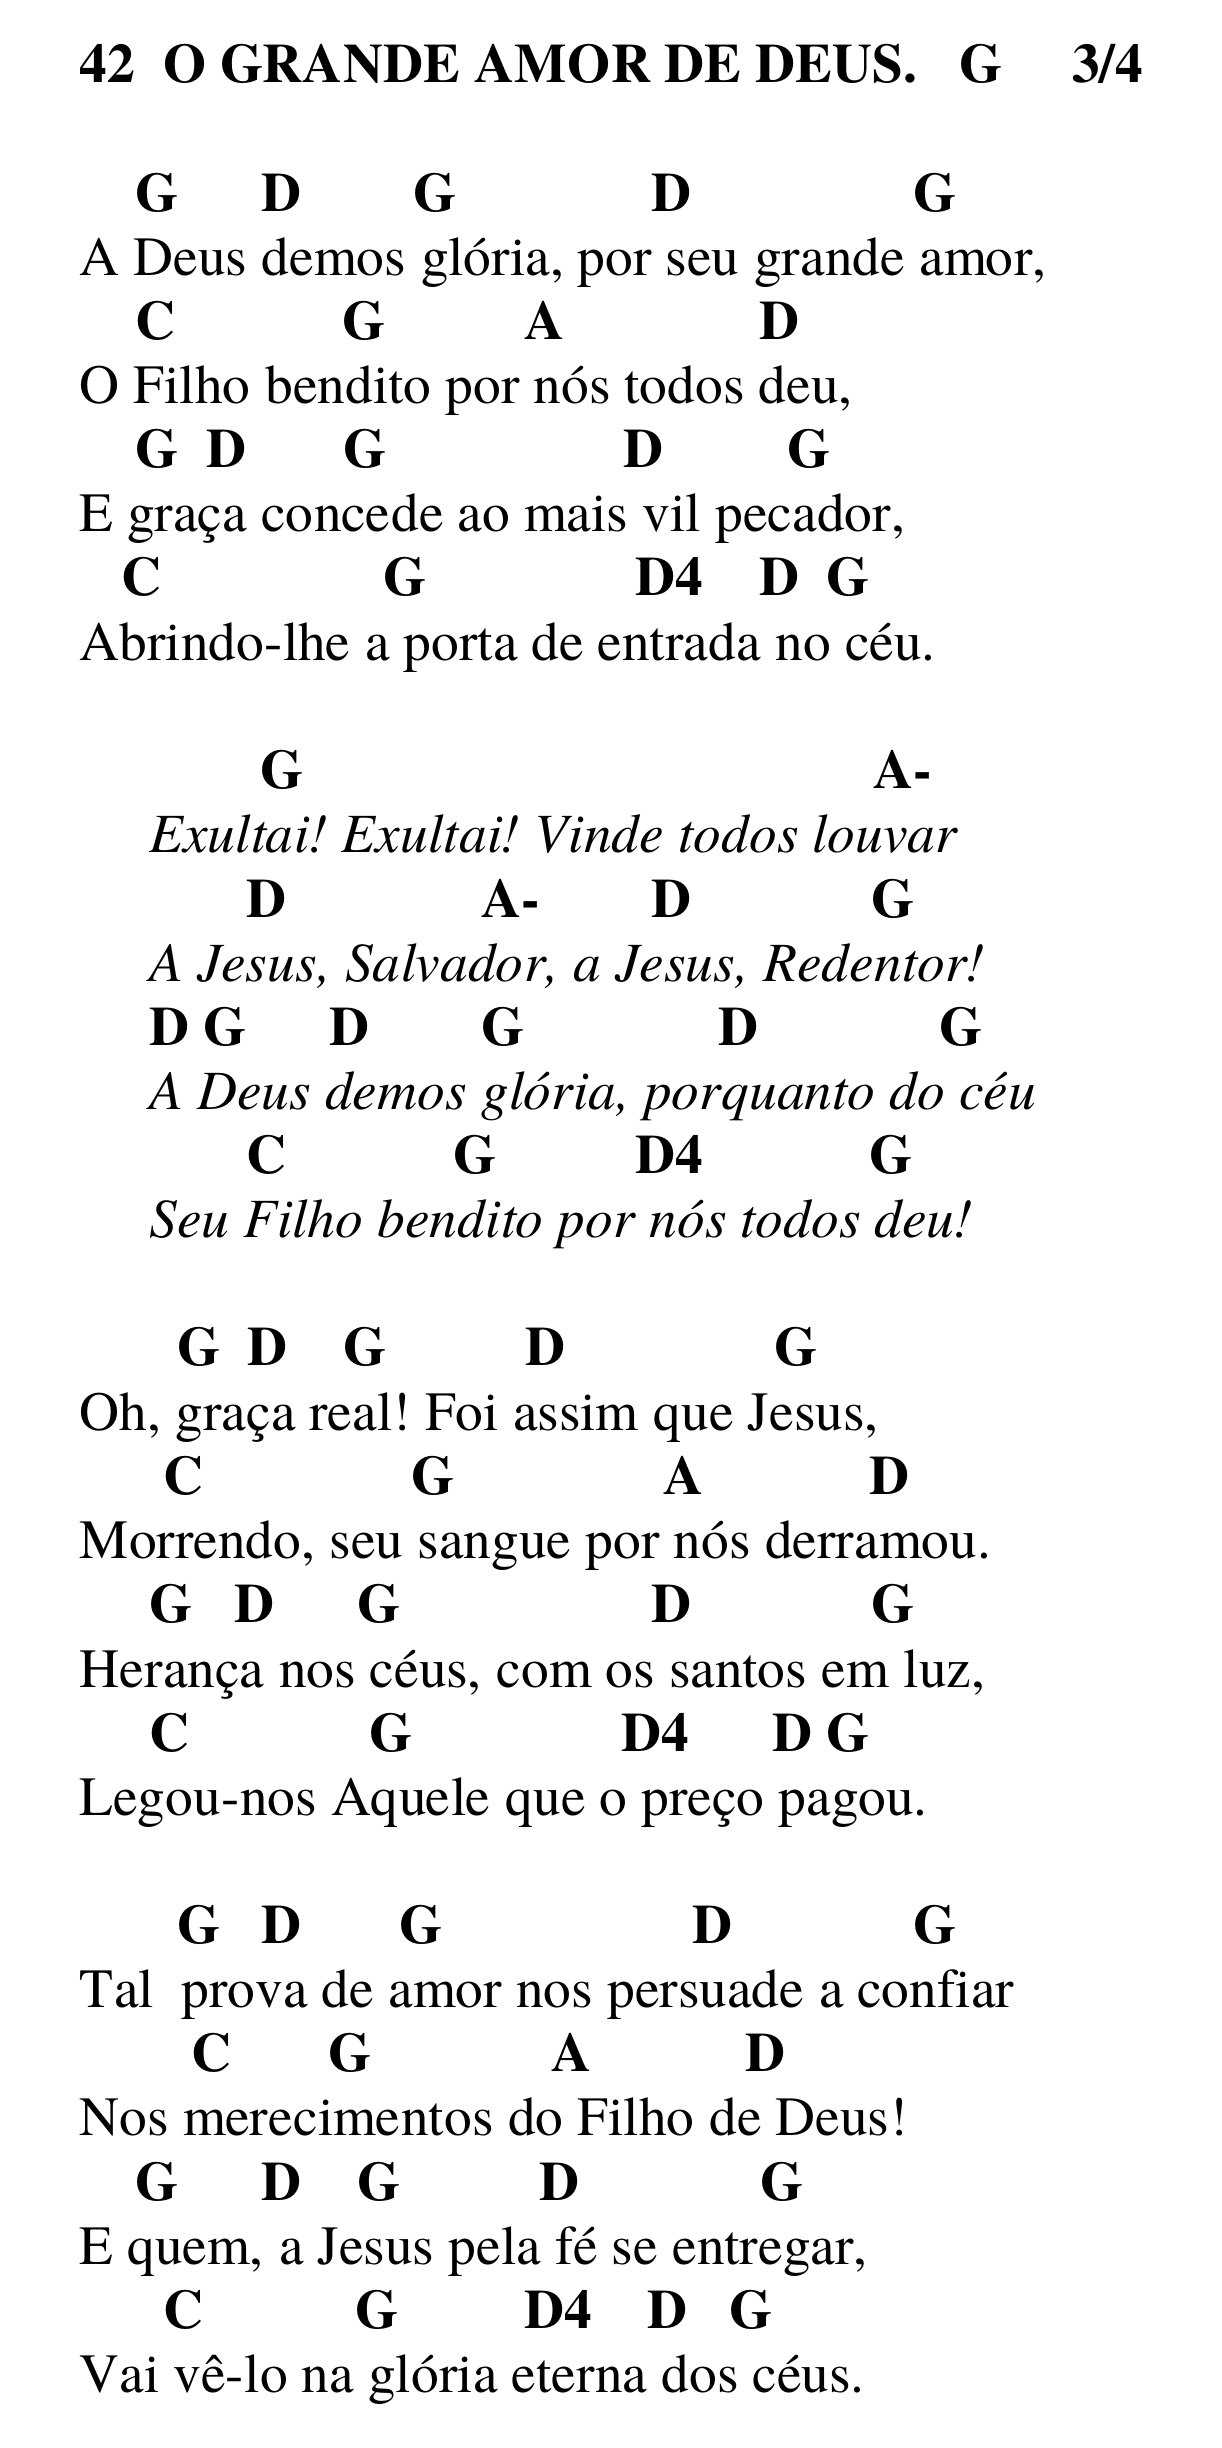 42  O GRANDE AMOR DE DEUS.   G     3/4
G D G D G
A Deus demos glória, por seu grande amor,
C G A D
O Filho bendito por nós todos deu,
G D G D G
E graça concede ao mais vil pecador,
C G D4 D G
Abrindo-lhe a porta de entrada no céu.
G A-
Exultai! Exultai! Vinde todos louvar
D A- D G
A Jesus, Salvador, a Jesus, Redentor!
D G D G D G
A Deus demos glória, porquanto do céu
C G D4 G
Seu Filho bendito por nós todos deu!
G D G D G
Oh, graça real! Foi assim que Jesus,
C G A D
Morrendo, seu sangue por nós derramou.
G D G D G
Herança nos céus, com os santos em luz,
C G D4 D G
Legou-nos Aquele que o preço pagou.
G D G D G
Tal  prova de amor nos persuade a confiar
C G A D
Nos merecimentos do Filho de Deus!
G D G D G
E quem, a Jesus pela fé se entregar,
C G D4 D G
Vai vê-lo na glória eterna dos céus.